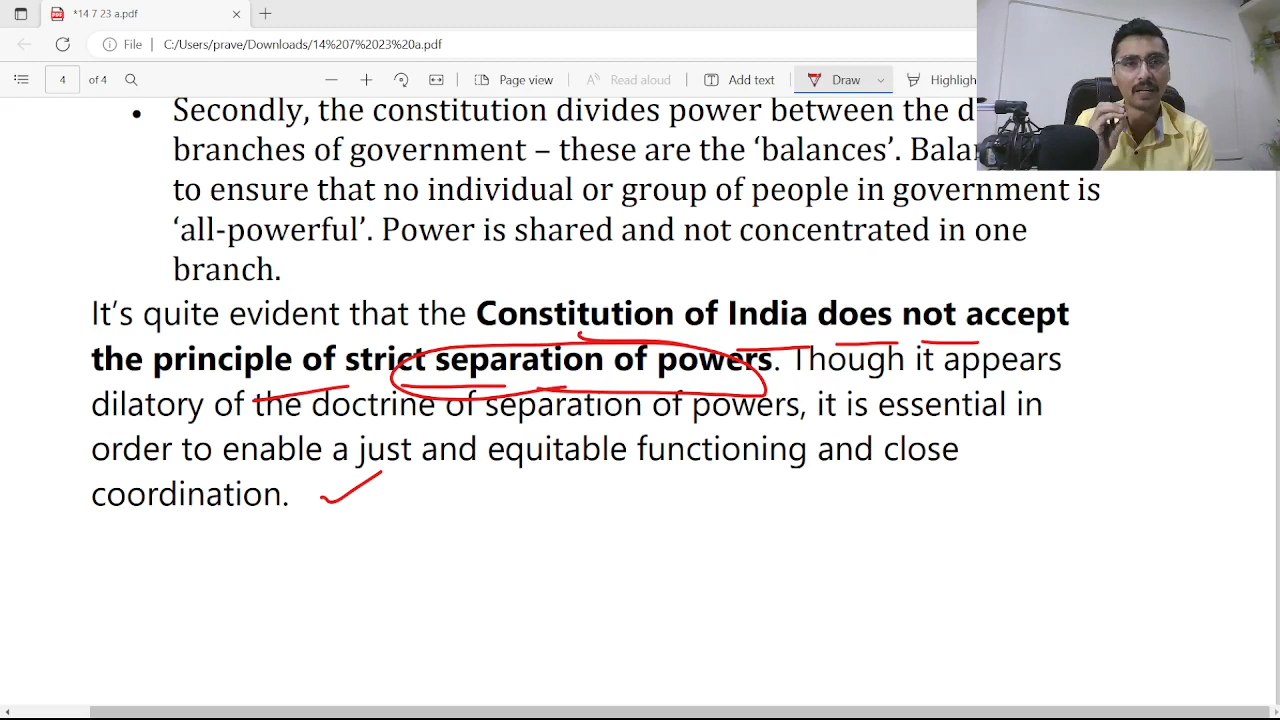 *14 7 23 a.pdf
File C:/Users/prave/Downloads/14%207%2023%20a.pdf
4 of 4 Page view Read aloud Add text Draw Highligh
• Secondly, the constitution divides power between the d
branches of government – these are the ‘balances’. Balan
to ensure that no individual or group of people in government is
‘all-powerful’. Power is shared and not concentrated in one
branch.
It’s quite evident that the Constitution of India does not accept
the principle of strict separation of powers. Though it appears
dilatory of the doctrine of separation of powers, it is essential in
order to enable a just and equitable functioning and close
coordination.